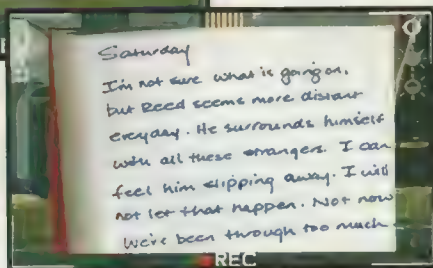 Saturday
I'm not sure what is going on,
but Reed seems more distant
everyday. He surrounds himself
with all these strangers. I can
feel him slipping away. I will
not let that happen. Not now
We've been through too much
REC